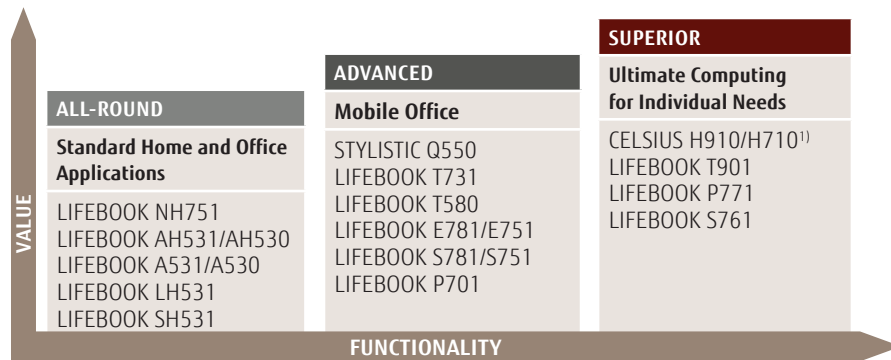 VALUE
ALL-ROUND
Standard Home and Office
Applications
LIFEBOOK NH751
LIFEBOOK AH531/AH530
LIFEBOOK A531/A530
LIFEBOOK LH531
LIFEBOOK SH531
ADVANCED
Mobile Office
STYLISTIC Q550
LIFEBOOK T731
LIFEBOOK T580
LIFEBOOK E781/E751
LIFEBOOK S781/S751
LIFEBOOK P701
SUPERIOR
Ultimate Computing
for Individual Needs
CELSIUS H910/H710¹⁾
LIFEBOOK T901
LIFEBOOK P771
LIFEBOOK S761
FUNCTIONALITY